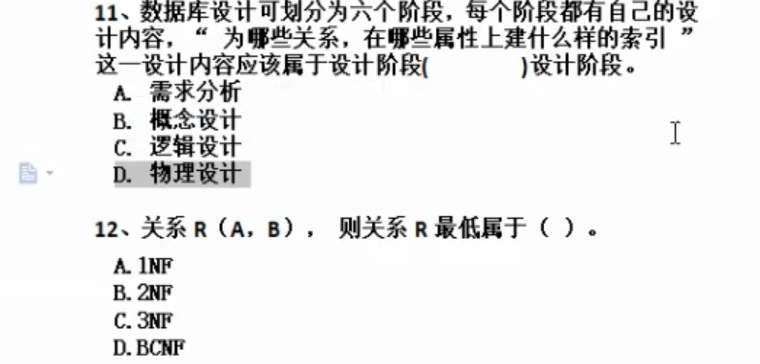 11、数据库设计可划分为六个阶段，每个阶段都有自己的设
计内容，“ 为哪些关系，在哪些属性上建什么样的索引 ”
这一设计内容应该属于设计阶段(          )设计阶段。
A. 需求分析
B. 概念设计
C. 逻辑设计
D. 物理设计
12、关系 R（A，B）， 则关系 R 最低属于（ ）。
A.1NF
B.2NF
C.3NF
D.BCNF